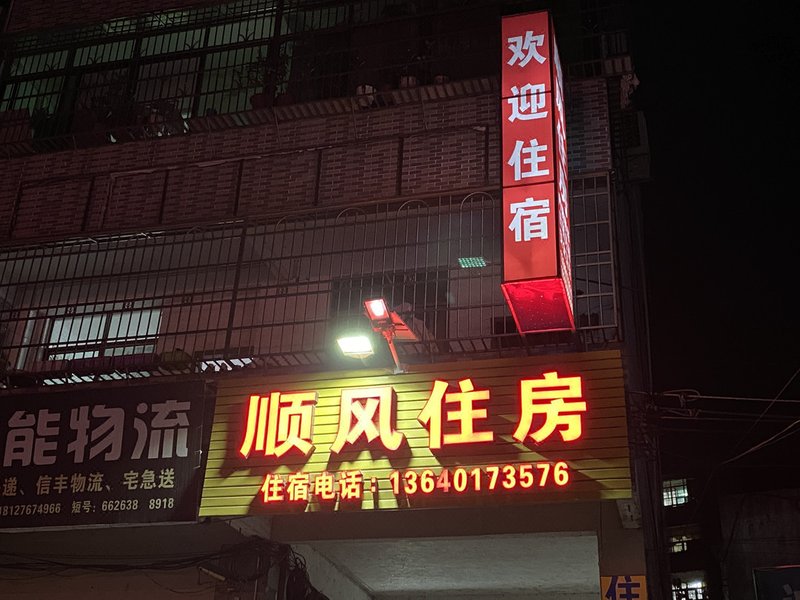 欢迎住宿
顺风住房
住宿电话：13640173576
能物流
递、信丰物流、宅急送
18127674966 短号：662638 8918
住